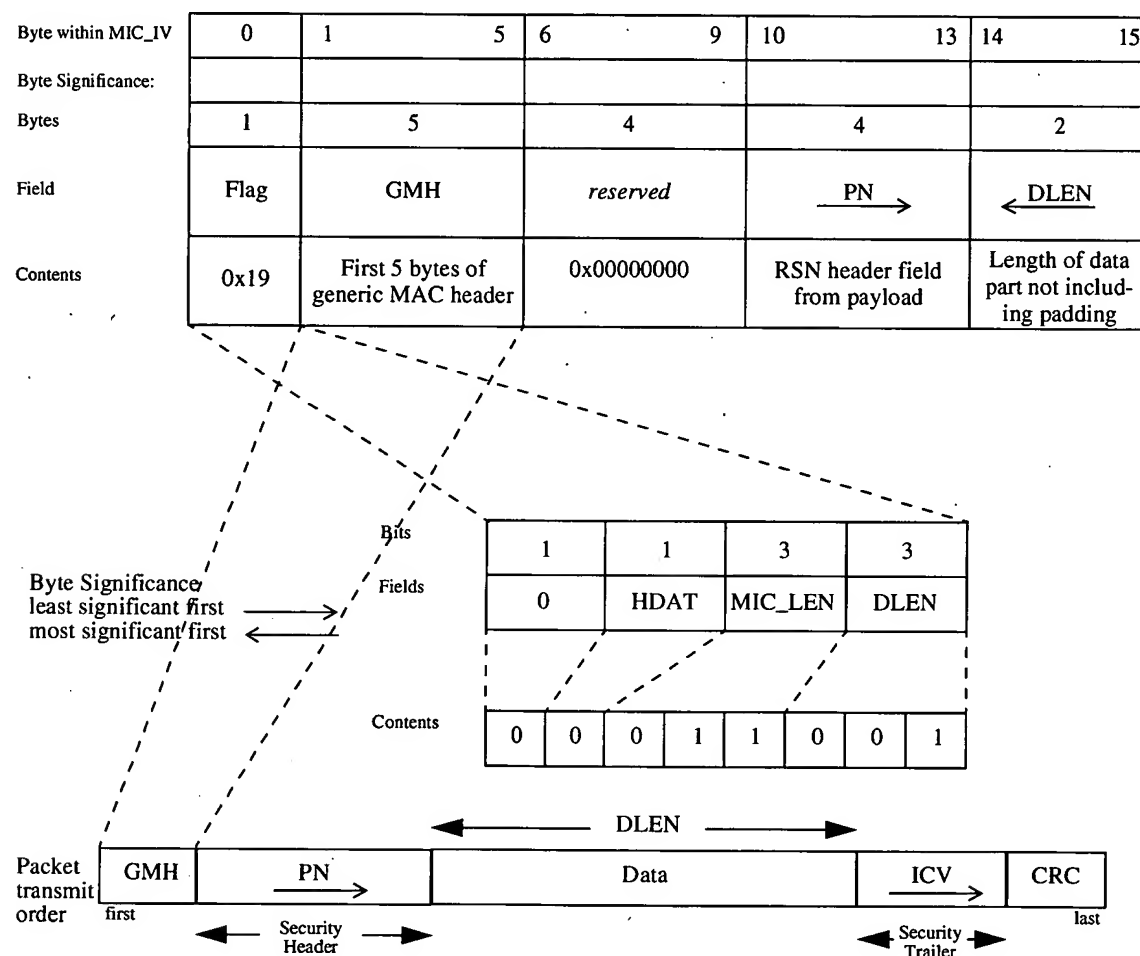 Byte within MIC_IV 0 1 5 6 9 10 13 14 15
Byte Significance:
Bytes 1 5 4 4 2
Field Flag GMH reserved PN DLEN
Contents 0x19 First 5 bytes of generic MAC header 0x00000000 RSN header field from payload Length of data part not includ-ing padding
Bits 1 1 3 3
Fields 0 HDAT MIC_LEN DLEN
Byte Significance
least significant first
most significant first
Contents 0 0 0 1 1 0 0 1
DLEN
Packet transmit order GMH PN Data ICV CRC
first last
Security Header Security Trailer